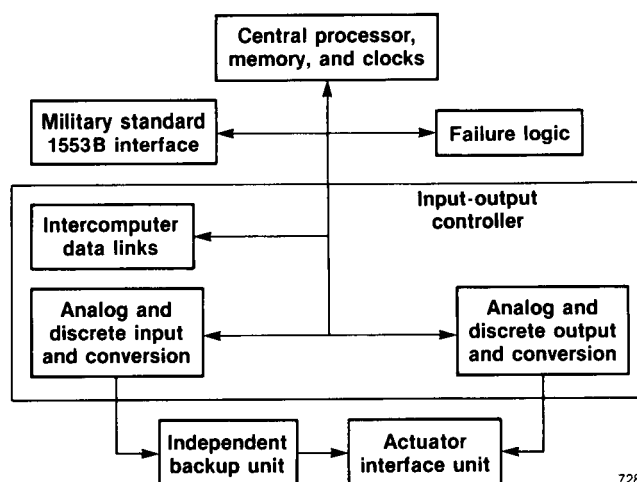 Central processor,
memory, and clocks
Military standard
1553B interface
Failure logic
Input-output
controller
Intercomputer
data links
Analog and
discrete input
and conversion
Analog and
discrete output
and conversion
Independent
backup unit
Actuator
interface unit